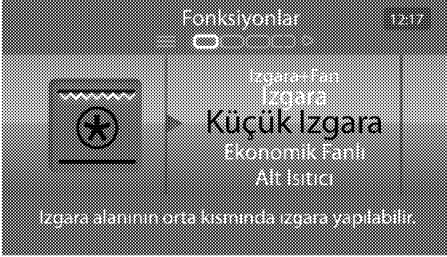 Fonksiyonlar
12:17
Izgara+Fan
Izgara
Küçük Izgara
Ekonomik Fanlı
Alt Isıtıcı
Izgara alanının orta kısmında ızgara yapılabilir.